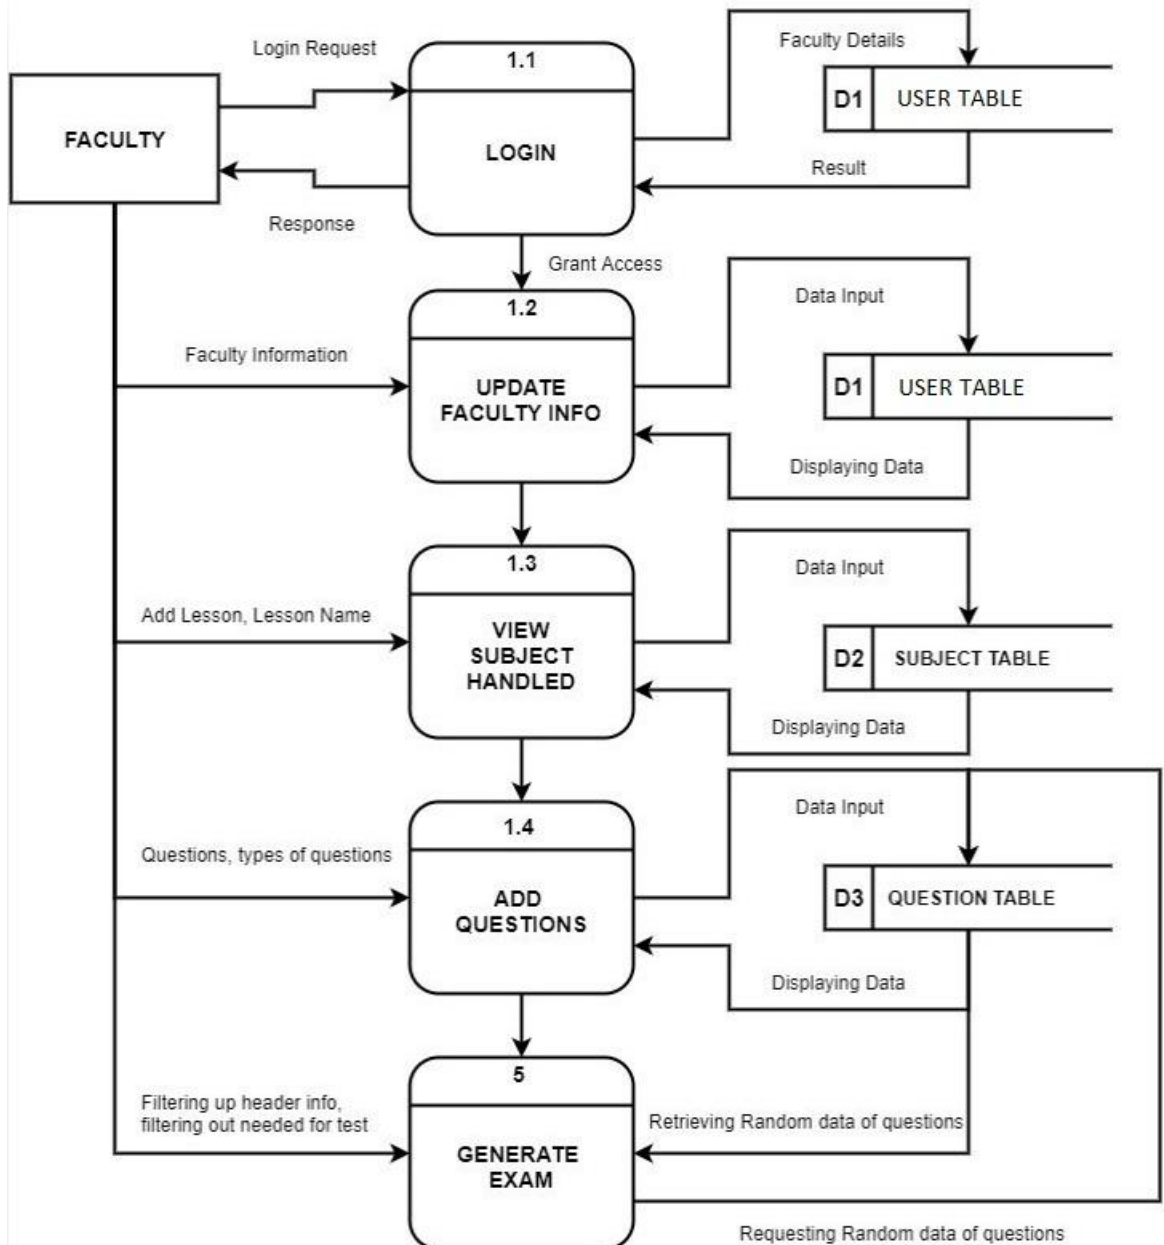 Login Request
1.1
Faculty Details
D1 USER TABLE
FACULTY
LOGIN
Result
Response
Grant Access
1.2
Data Input
Faculty Information
UPDATE
FACULTY INFO
D1 USER TABLE
Displaying Data
1.3
Data Input
Add Lesson, Lesson Name
VIEW
SUBJECT
HANDLED
D2 SUBJECT TABLE
Displaying Data
1.4
Data Input
Questions, types of questions
ADD
QUESTIONS
D3 QUESTION TABLE
Displaying Data
5
Filtering up header info,
filtering out needed for test
Retrieving Random data of questions
GENERATE
EXAM
Requesting Random data of questions